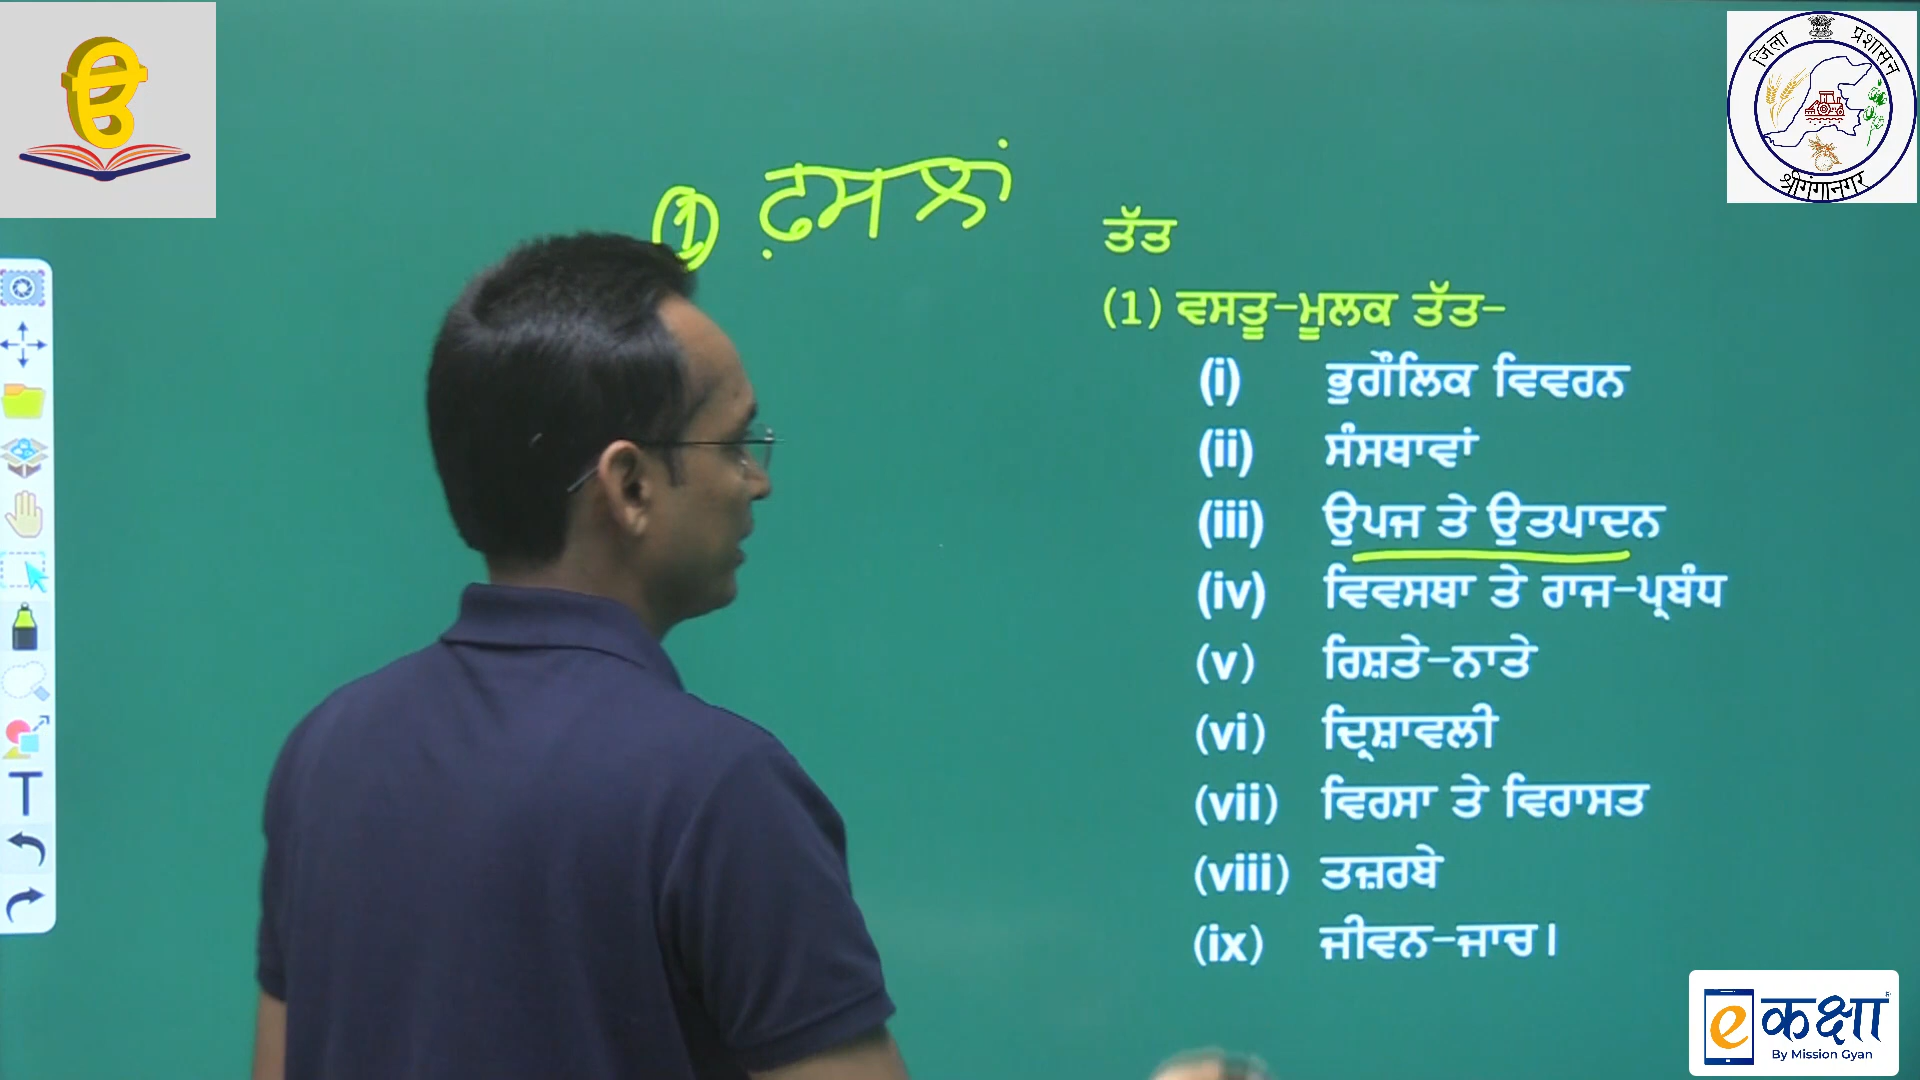 जिला प्रशासन
श्रीगंगानगर
① ਫ਼ਸਲਾਂ
ਤੱਤ
(1) ਵਸਤੂ-ਮੂਲਕ ਤੱਤ-
(i) ਭੁਗੌਲਿਕ ਵਿਵਰਨ
(ii) ਸੰਸਥਾਵਾਂ
(iii) ਉਪਜ ਤੇ ਉਤਪਾਦਨ
(iv) ਵਿਵਸਥਾ ਤੇ ਰਾਜ-ਪ੍ਰਬੰਧ
(v) ਰਿਸ਼ਤੇ-ਨਾਤੇ
(vi) ਦ੍ਰਿਸ਼ਾਵਲੀ
(vii) ਵਿਰਸਾ ਤੇ ਵਿਰਾਸਤ
(viii) ਤਜ਼ਰਬੇ
(ix) ਜੀਵਨ-ਜਾਚ।
T
e कक्षा
By Mission Gyan